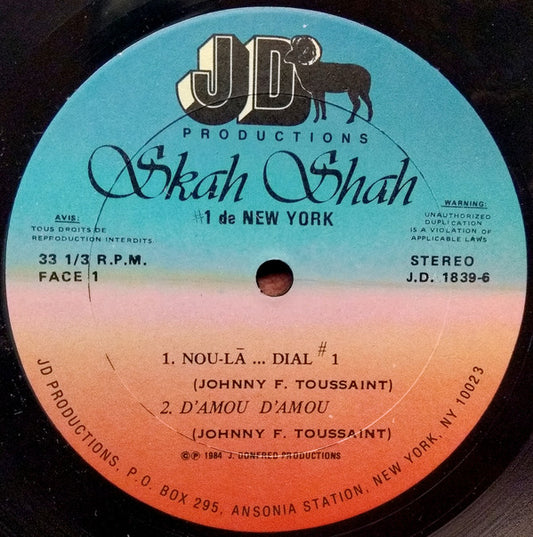 JD
PRODUCTIONS
Skah Shah
#1 de NEW YORK
AVIS:
TOUS DROITS DE
REPRODUCTION INTERDITS.
WARNING:
UNAUTHORIZED
DUPLICATION
IS A VIOLATION OF
APPLICABLE LAWS
33 1/3 R.P.M.
FACE 1
STEREO
J.D. 1839-6
1. NOU-LĀ ... DIAL # 1
(JOHNNY F. TOUSSAINT)
2. D'AMOU D'AMOU
(JOHNNY F. TOUSSAINT)
©℗ 1984 J. DONFRED PRODUCTIONS
JD PRODUCTIONS, P.O. BOX 295, ANSONIA STATION, NEW YORK, NY 10023